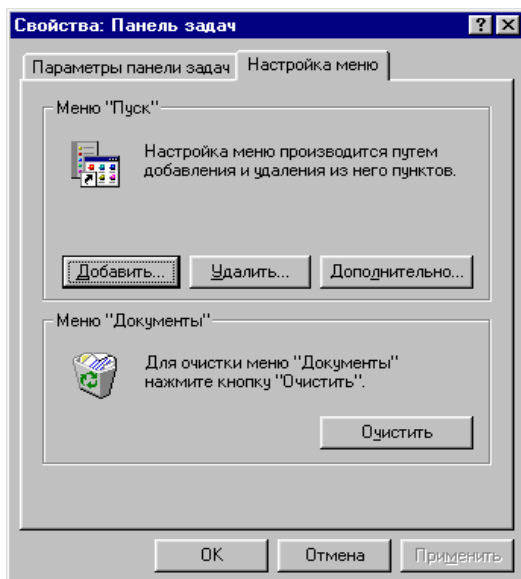 Свойства: Панель задач
Параметры панели задач
Настройка меню
Меню "Пуск"
Настройка меню производится путем
добавления и удаления из него пунктов.
Добавить...
Удалить...
Дополнительно...
Меню "Документы"
Для очистки меню "Документы"
нажмите кнопку "Очистить".
Очистить
OK
Отмена
Применить